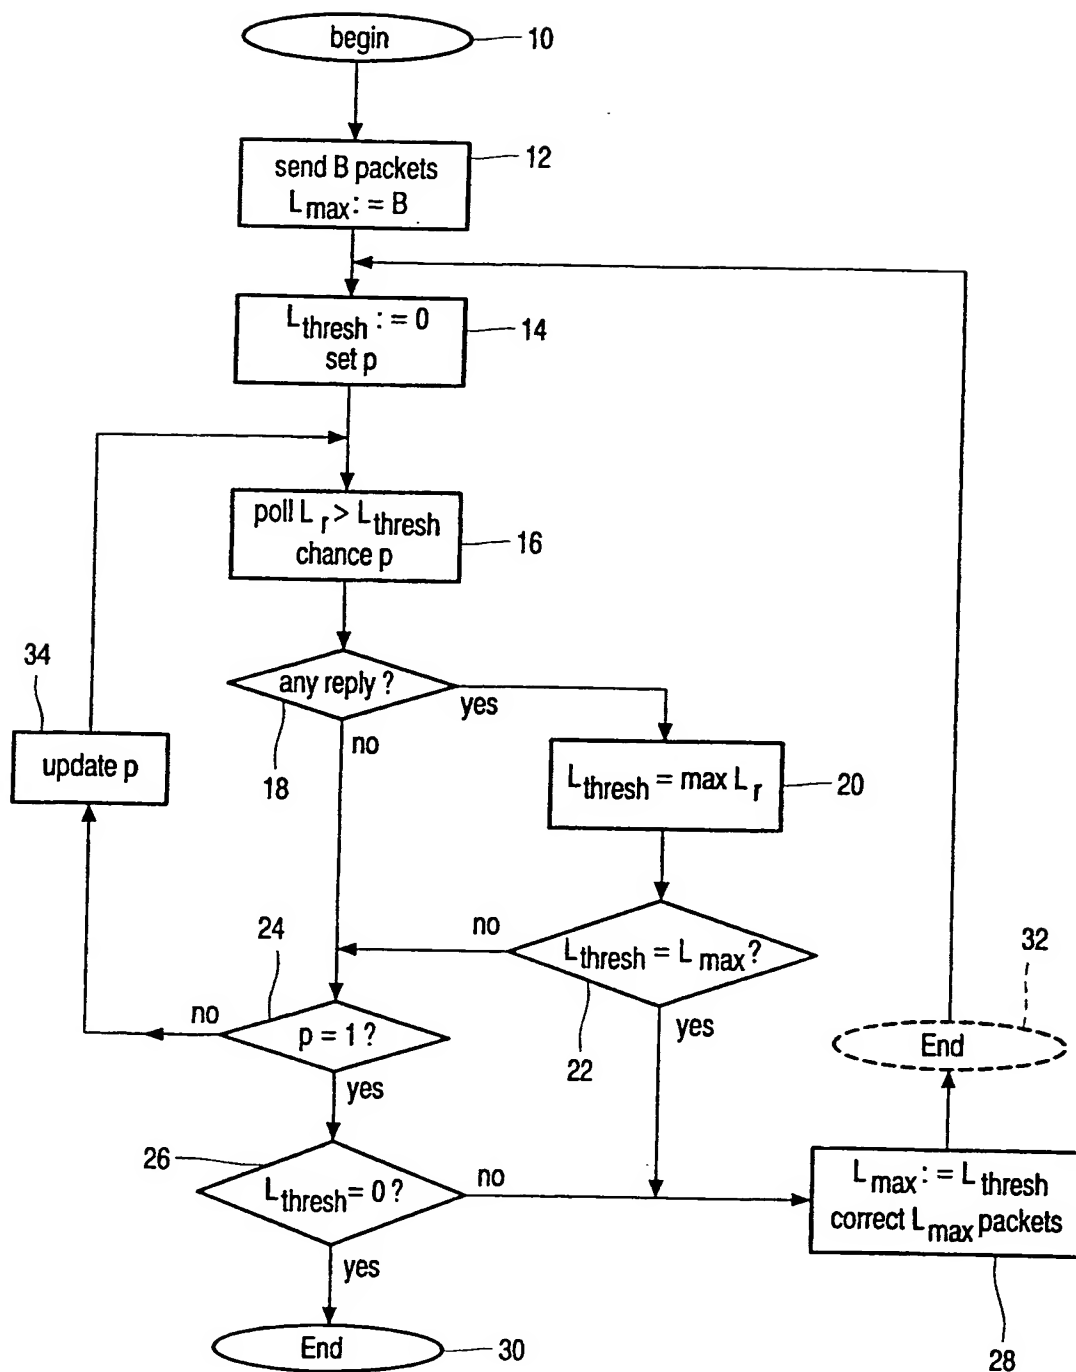 begin
10
send B packets
L max : = B
12
L thresh : = 0
set p
14
poll L r > L thresh
chance p
16
34
update p
any reply ?
yes
no
18
L thresh = max L r
20
24
no
L thresh = L max ?
22
yes
32
End
no
p = 1 ?
yes
26
L thresh = 0 ?
no
yes
L max : = L thresh
correct L max packets
28
End
30